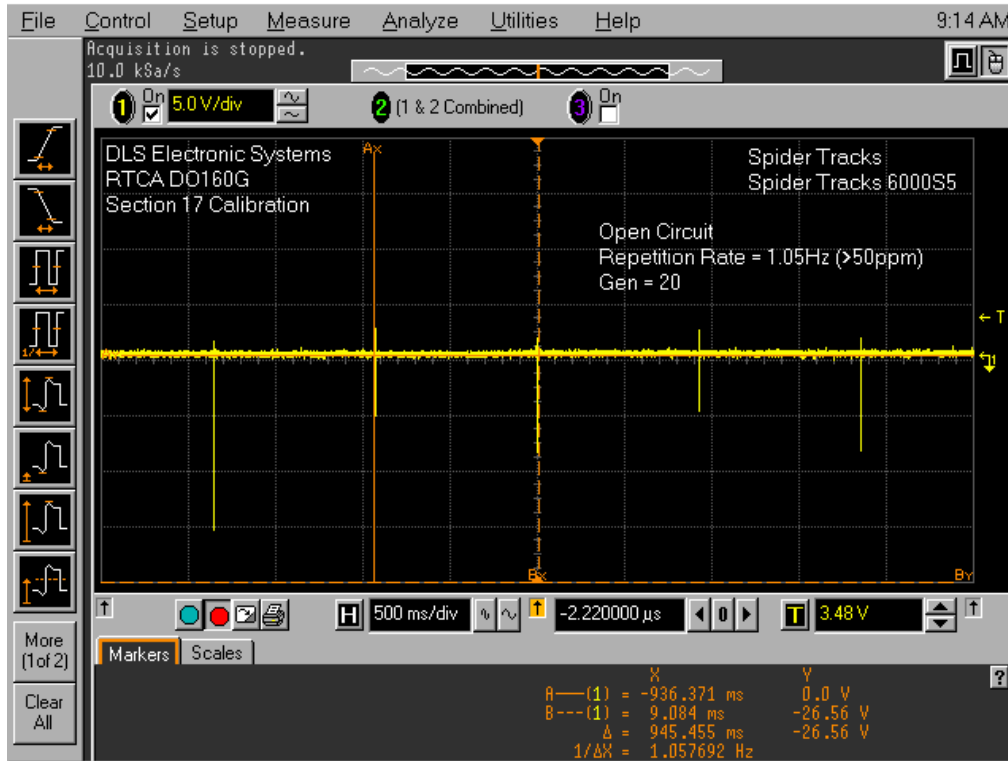 File Control Setup Measure Analyze Utilities Help 9:14 AM
Acquisition is stopped.
10.0 kSa/s
1 On 5.0 V/div 2 (1 & 2 Combined) 3 On
DLS Electronic Systems
RTCA DO160G
Section 17 Calibration
Ax
Spider Tracks
Spider Tracks 6000S5
Open Circuit
Repetition Rate = 1.05Hz (>50ppm)
Gen = 20
T
1
1/
Bx
By
H 500 ms/div -2.220000 µs 0 T 3.48 V
More
(1 of 2)
Clear
All
Markers Scales
X Y
A——(1) = -936.371 ms 0.0 V
B---(1) = 9.084 ms -26.56 V
Δ = 945.455 ms -26.56 V
1/ΔX = 1.057692 Hz
?